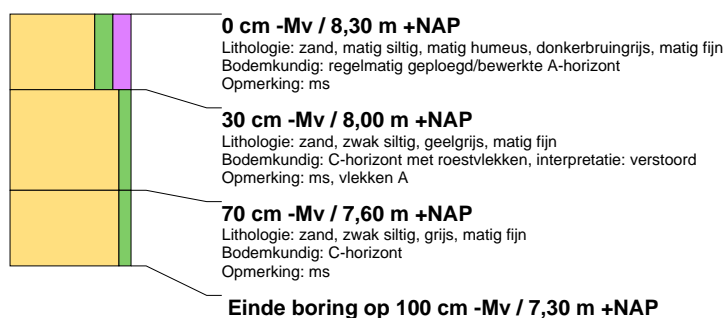 0 cm -Mv / 8,30 m +NAP
Lithologie: zand, matig siltig, matig humeus, donkerbruingrijs, matig fijn
Bodemkundig: regelmatig geploegd/bewerkte A-horizont
Opmerking: ms
30 cm -Mv / 8,00 m +NAP
Lithologie: zand, zwak siltig, geelgrijs, matig fijn
Bodemkundig: C-horizont met roestvlekken, interpretatie: verstoord
Opmerking: ms, vlekken A
70 cm -Mv / 7,60 m +NAP
Lithologie: zand, zwak siltig, grijs, matig fijn
Bodemkundig: C-horizont
Opmerking: ms
Einde boring op 100 cm -Mv / 7,30 m +NAP